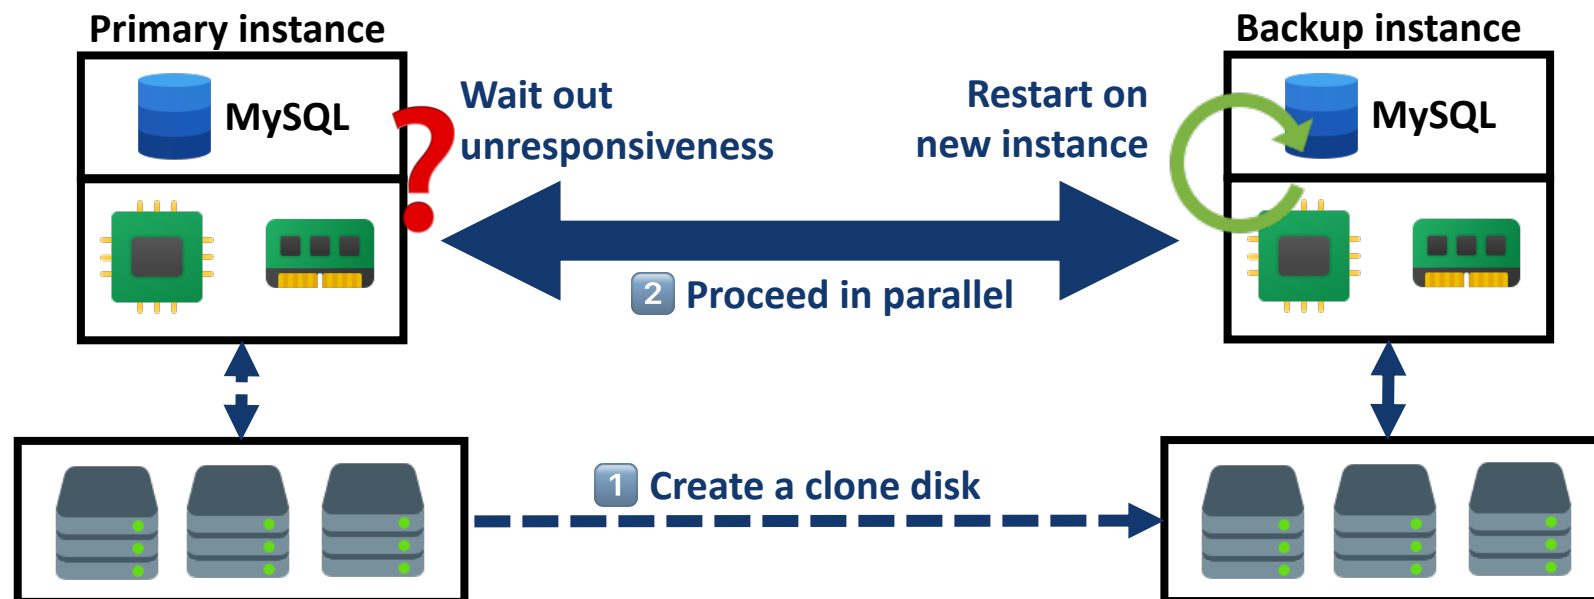 Primary instance
MySQL
Wait out
unresponsiveness
Restart on
new instance
Backup instance
MySQL
2 Proceed in parallel
1 Create a clone disk